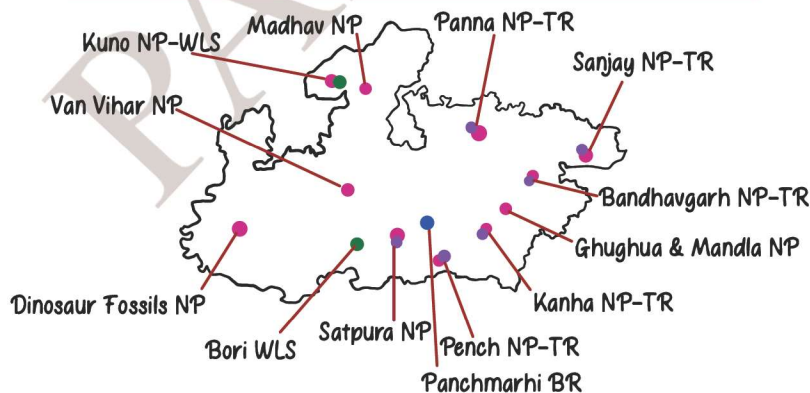 Madhav NP
Panna NP-TR
Kuno NP-WLS
Sanjay NP-TR
Van Vihar NP
Bandhavgarh NP-TR
Ghughua & Mandla NP
Dinosaur Fossils NP
Kanha NP-TR
Satpura NP
Bori WLS
Pench NP-TR
Panchmarhi BR